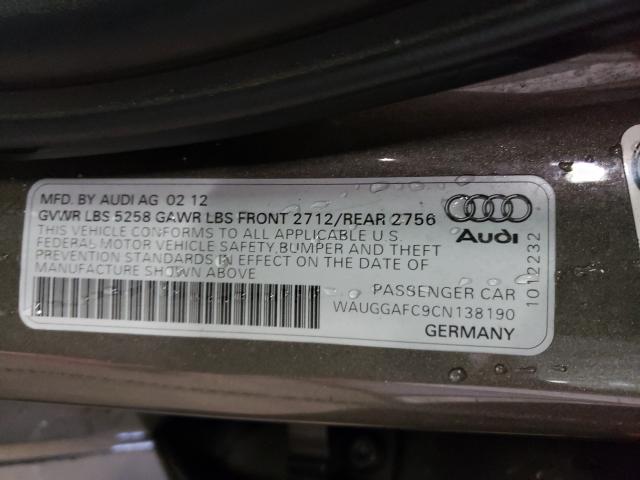 MFD. BY AUDI AG 02 12
GVWR LBS 5258 GAWR LBS FRONT 2712/REAR 2756
THIS VEHICLE CONFORMS TO ALL APPLICABLE U.S.
FEDERAL MOTOR VEHICLE SAFETY, BUMPER AND THEFT
PREVENTION STANDARDS IN EFFECT ON THE DATE OF
MANUFACTURE SHOWN ABOVE
Audi
PASSENGER CAR
WAUGGAFC9CN138190
GERMANY
1012232